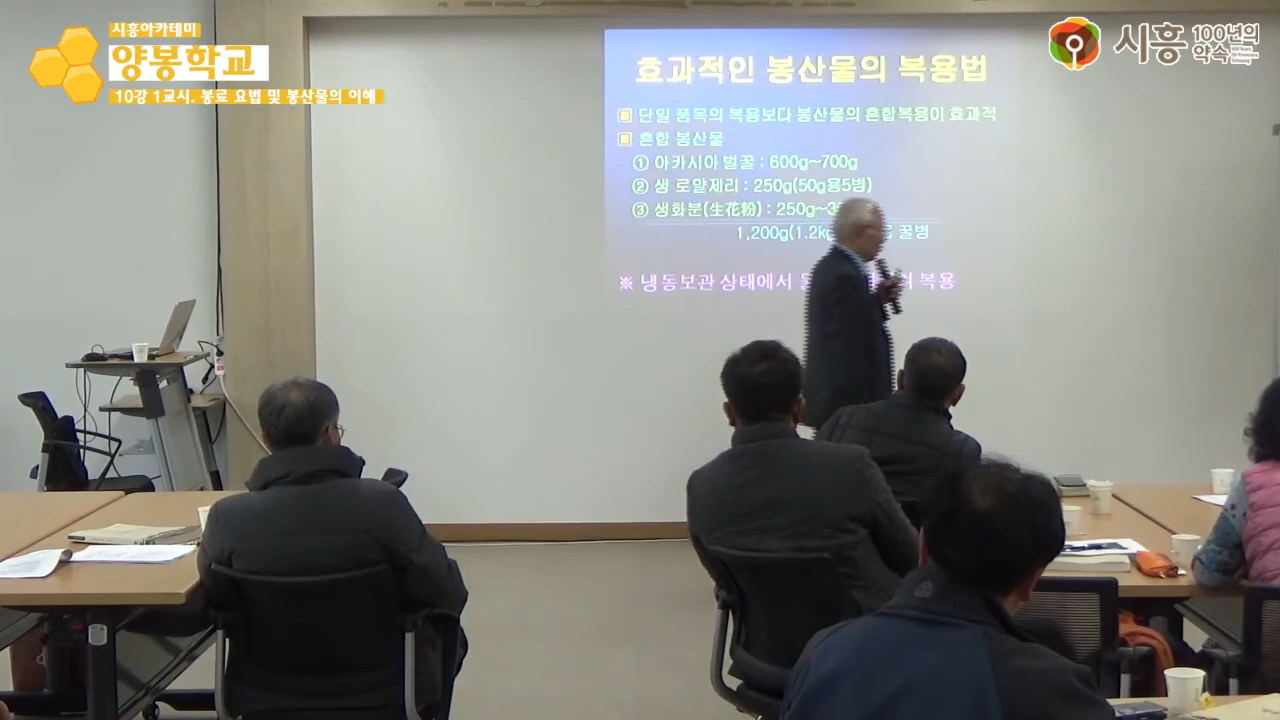 시흥아카데미
양봉학교
10강 1교시. 봉료 요법 및 봉산물의 이해
시흥 100년의 약속
효과적인 봉산물의 복용법
단일 품목의 복용보다 봉산물의 혼합복용이 효과적
혼합 봉산물
① 아카시아 벌꿀 : 600g~700g
② 생 로얄제리 : 250g(50g용5병)
③ 생화분(生花粉) : 250g~3
1,200g(1.2kg 꿀병
※ 냉동보관 상태에서 복용